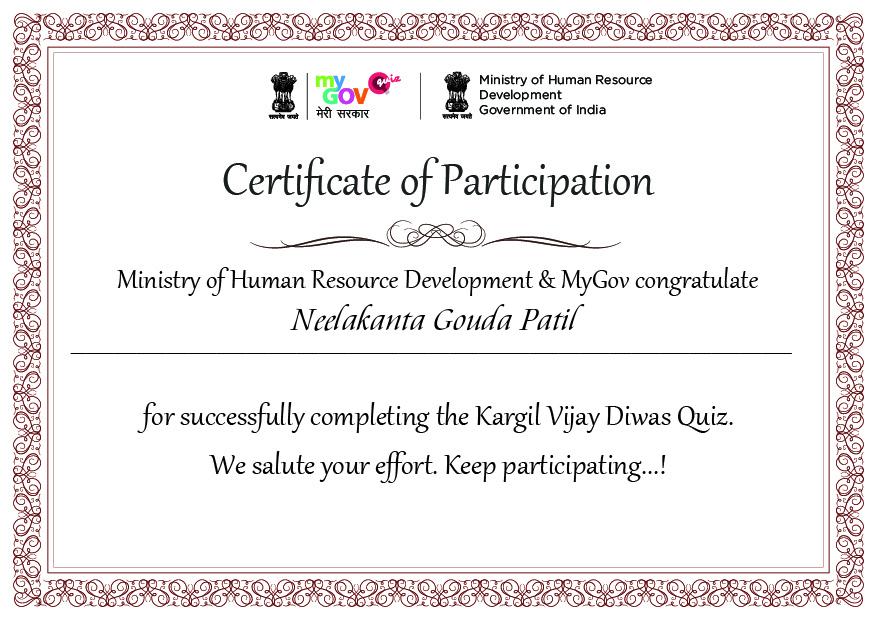 my
GOV quiz
मेरी सरकार
सत्यमेव जयते
सत्यमेव जयते
Ministry of Human Resource
Development
Government of India
Certificate of Participation
Ministry of Human Resource Development & MyGov congratulate
Neelakanta Gouda Patil
for successfully completing the Kargil Vijay Diwas Quiz.
We salute your effort. Keep participating...!